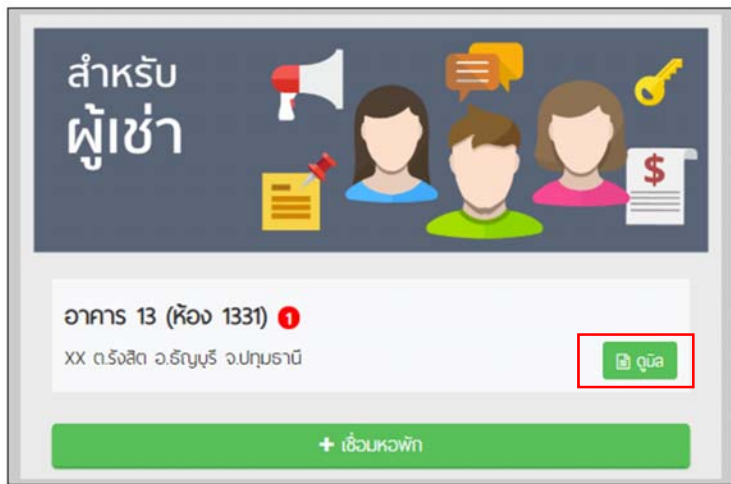 สำหรับ
ผู้เช่า
$
อาคาร 13 (ห้อง 1331) 1
XX ต.รังสิต อ.ธัญบุรี จ.ปทุมธานี
ดูบิล
+ เชื่อมหอพัก